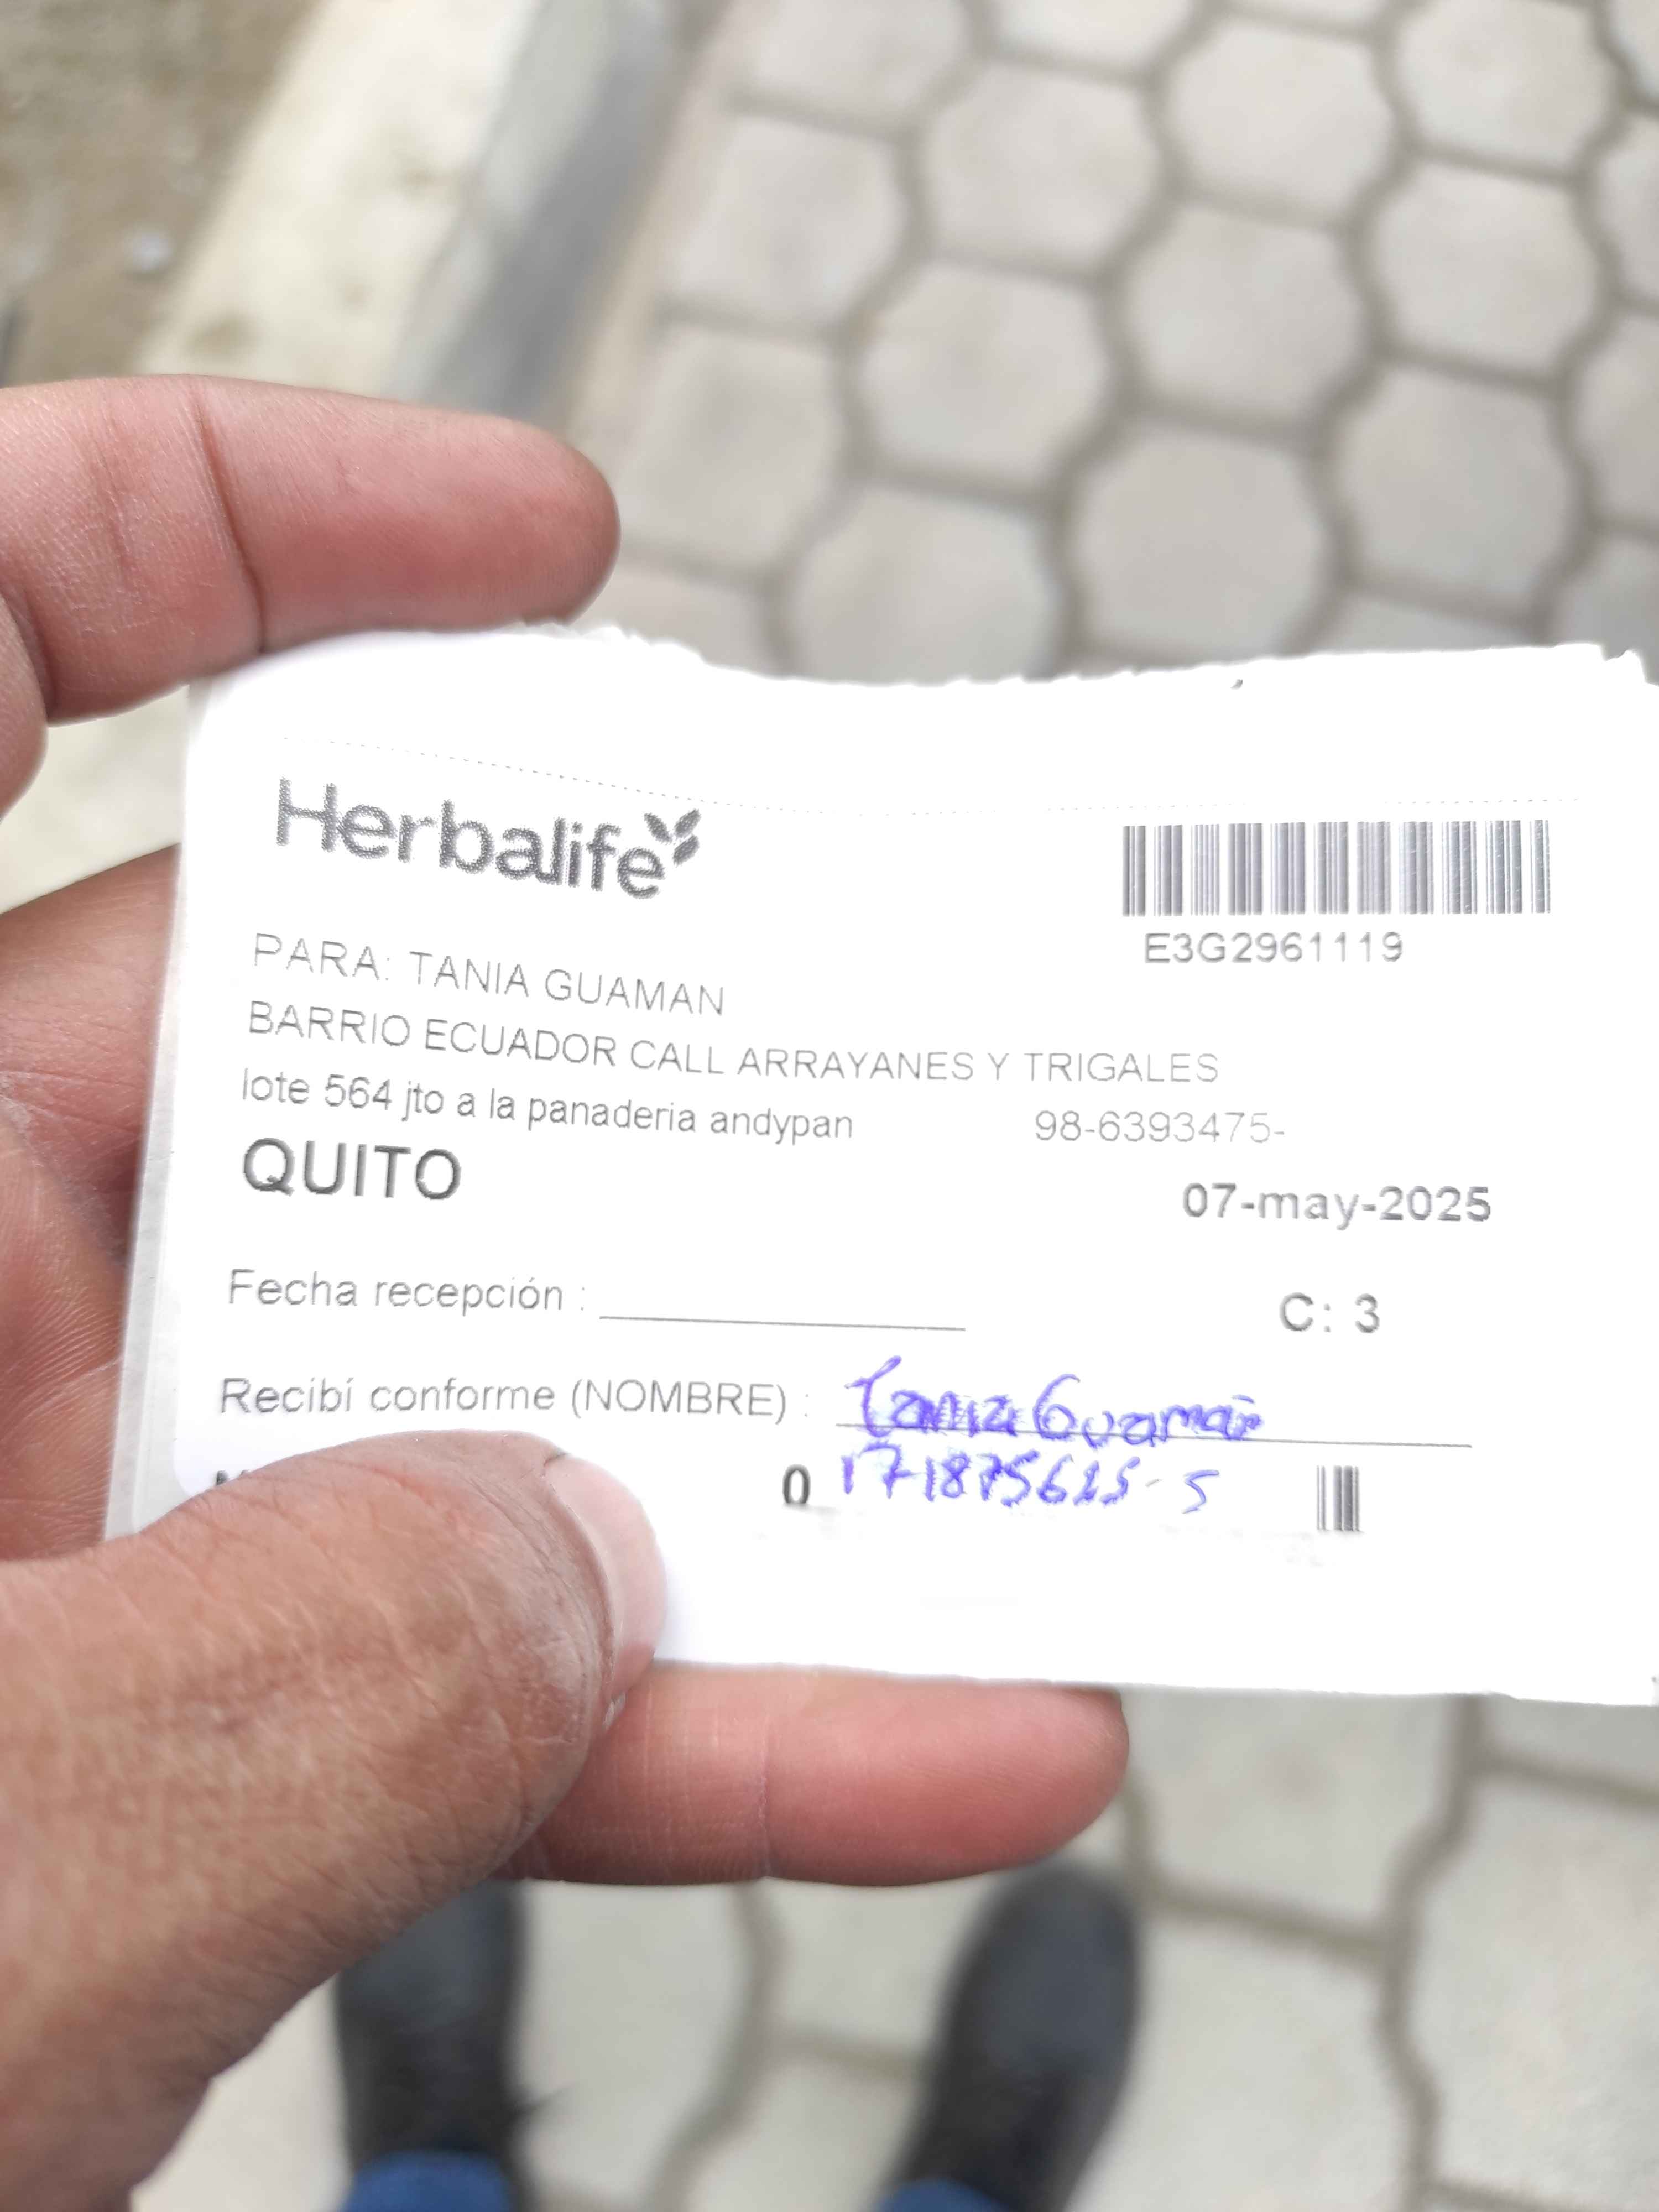 Herbalife
E3G2961119
PARA: TANIA GUAMAN
BARRIO ECUADOR CALL ARRAYANES Y TRIGALES
lote 564 jto a la panaderia andypan 98-6393475-
QUITO
07-may-2025
Fecha recepción :
C: 3
Recibí conforme (NOMBRE) : Tania Guaman
0 171875615-5